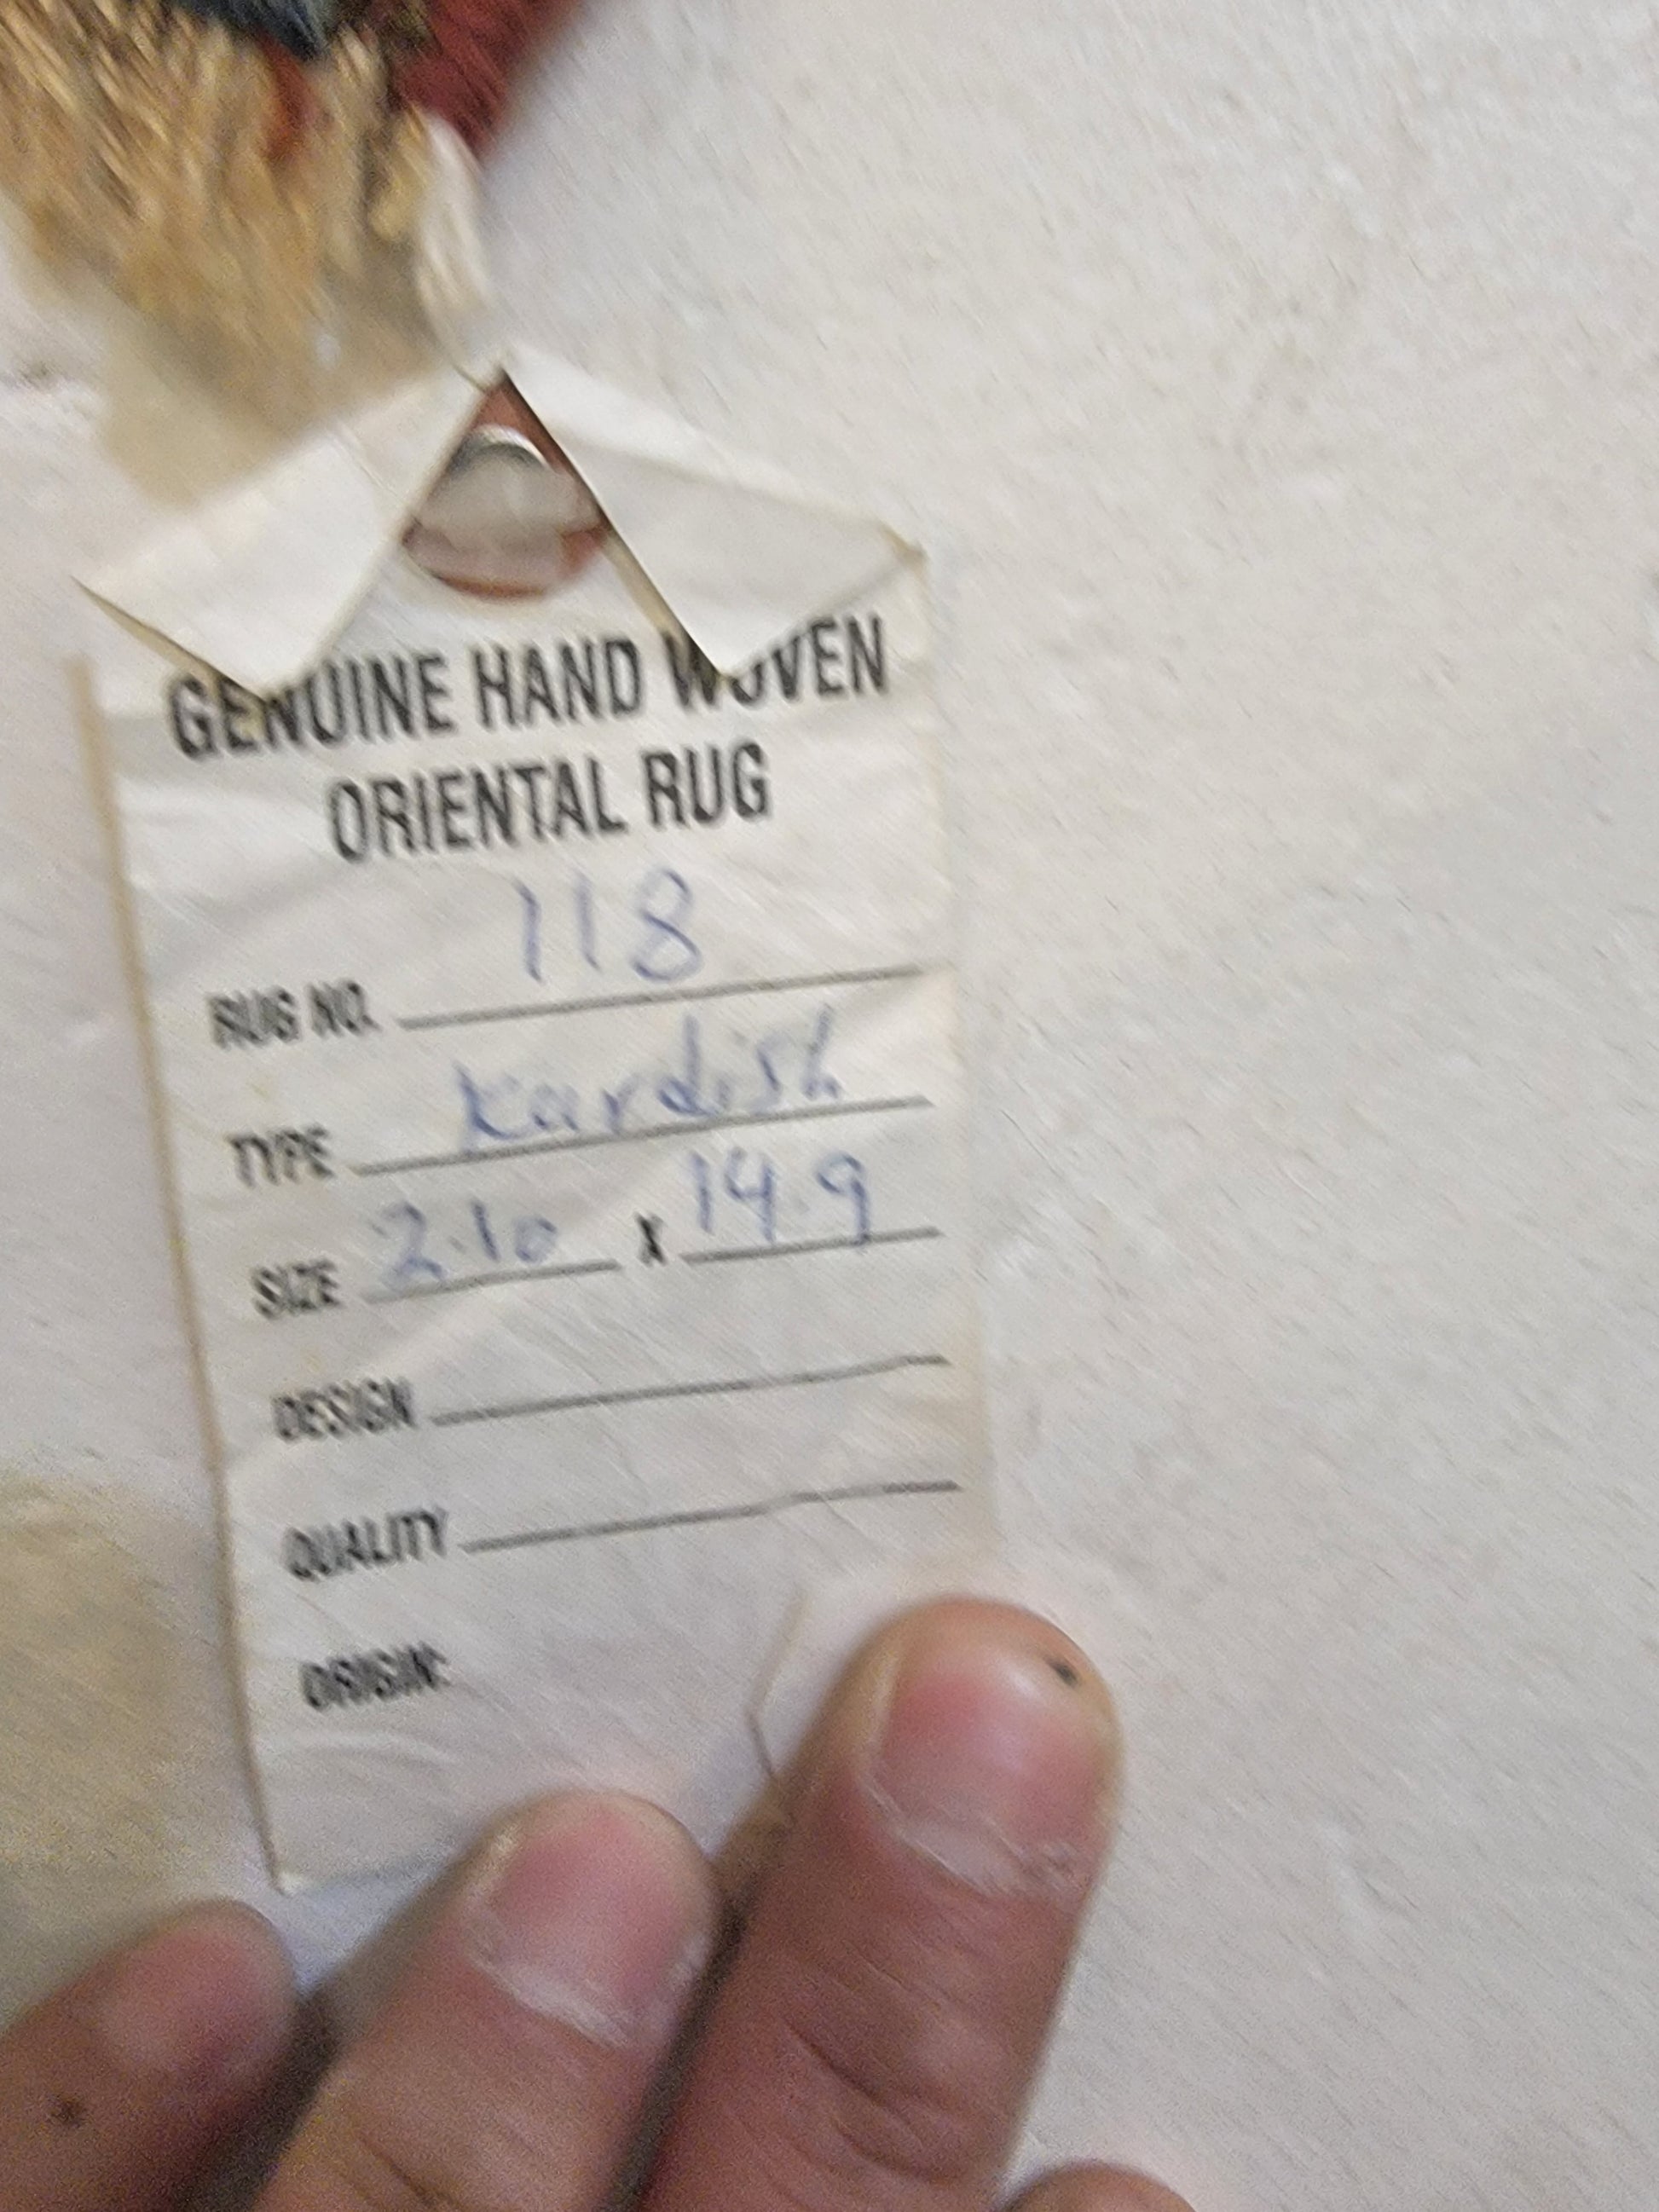 GENUINE HAND WOVEN
ORIENTAL RUG
RUG NO. 118
TYPE Kurdish
SIZE 2.10 X 14.9
DESIGN
QUALITY
ORIGIN: